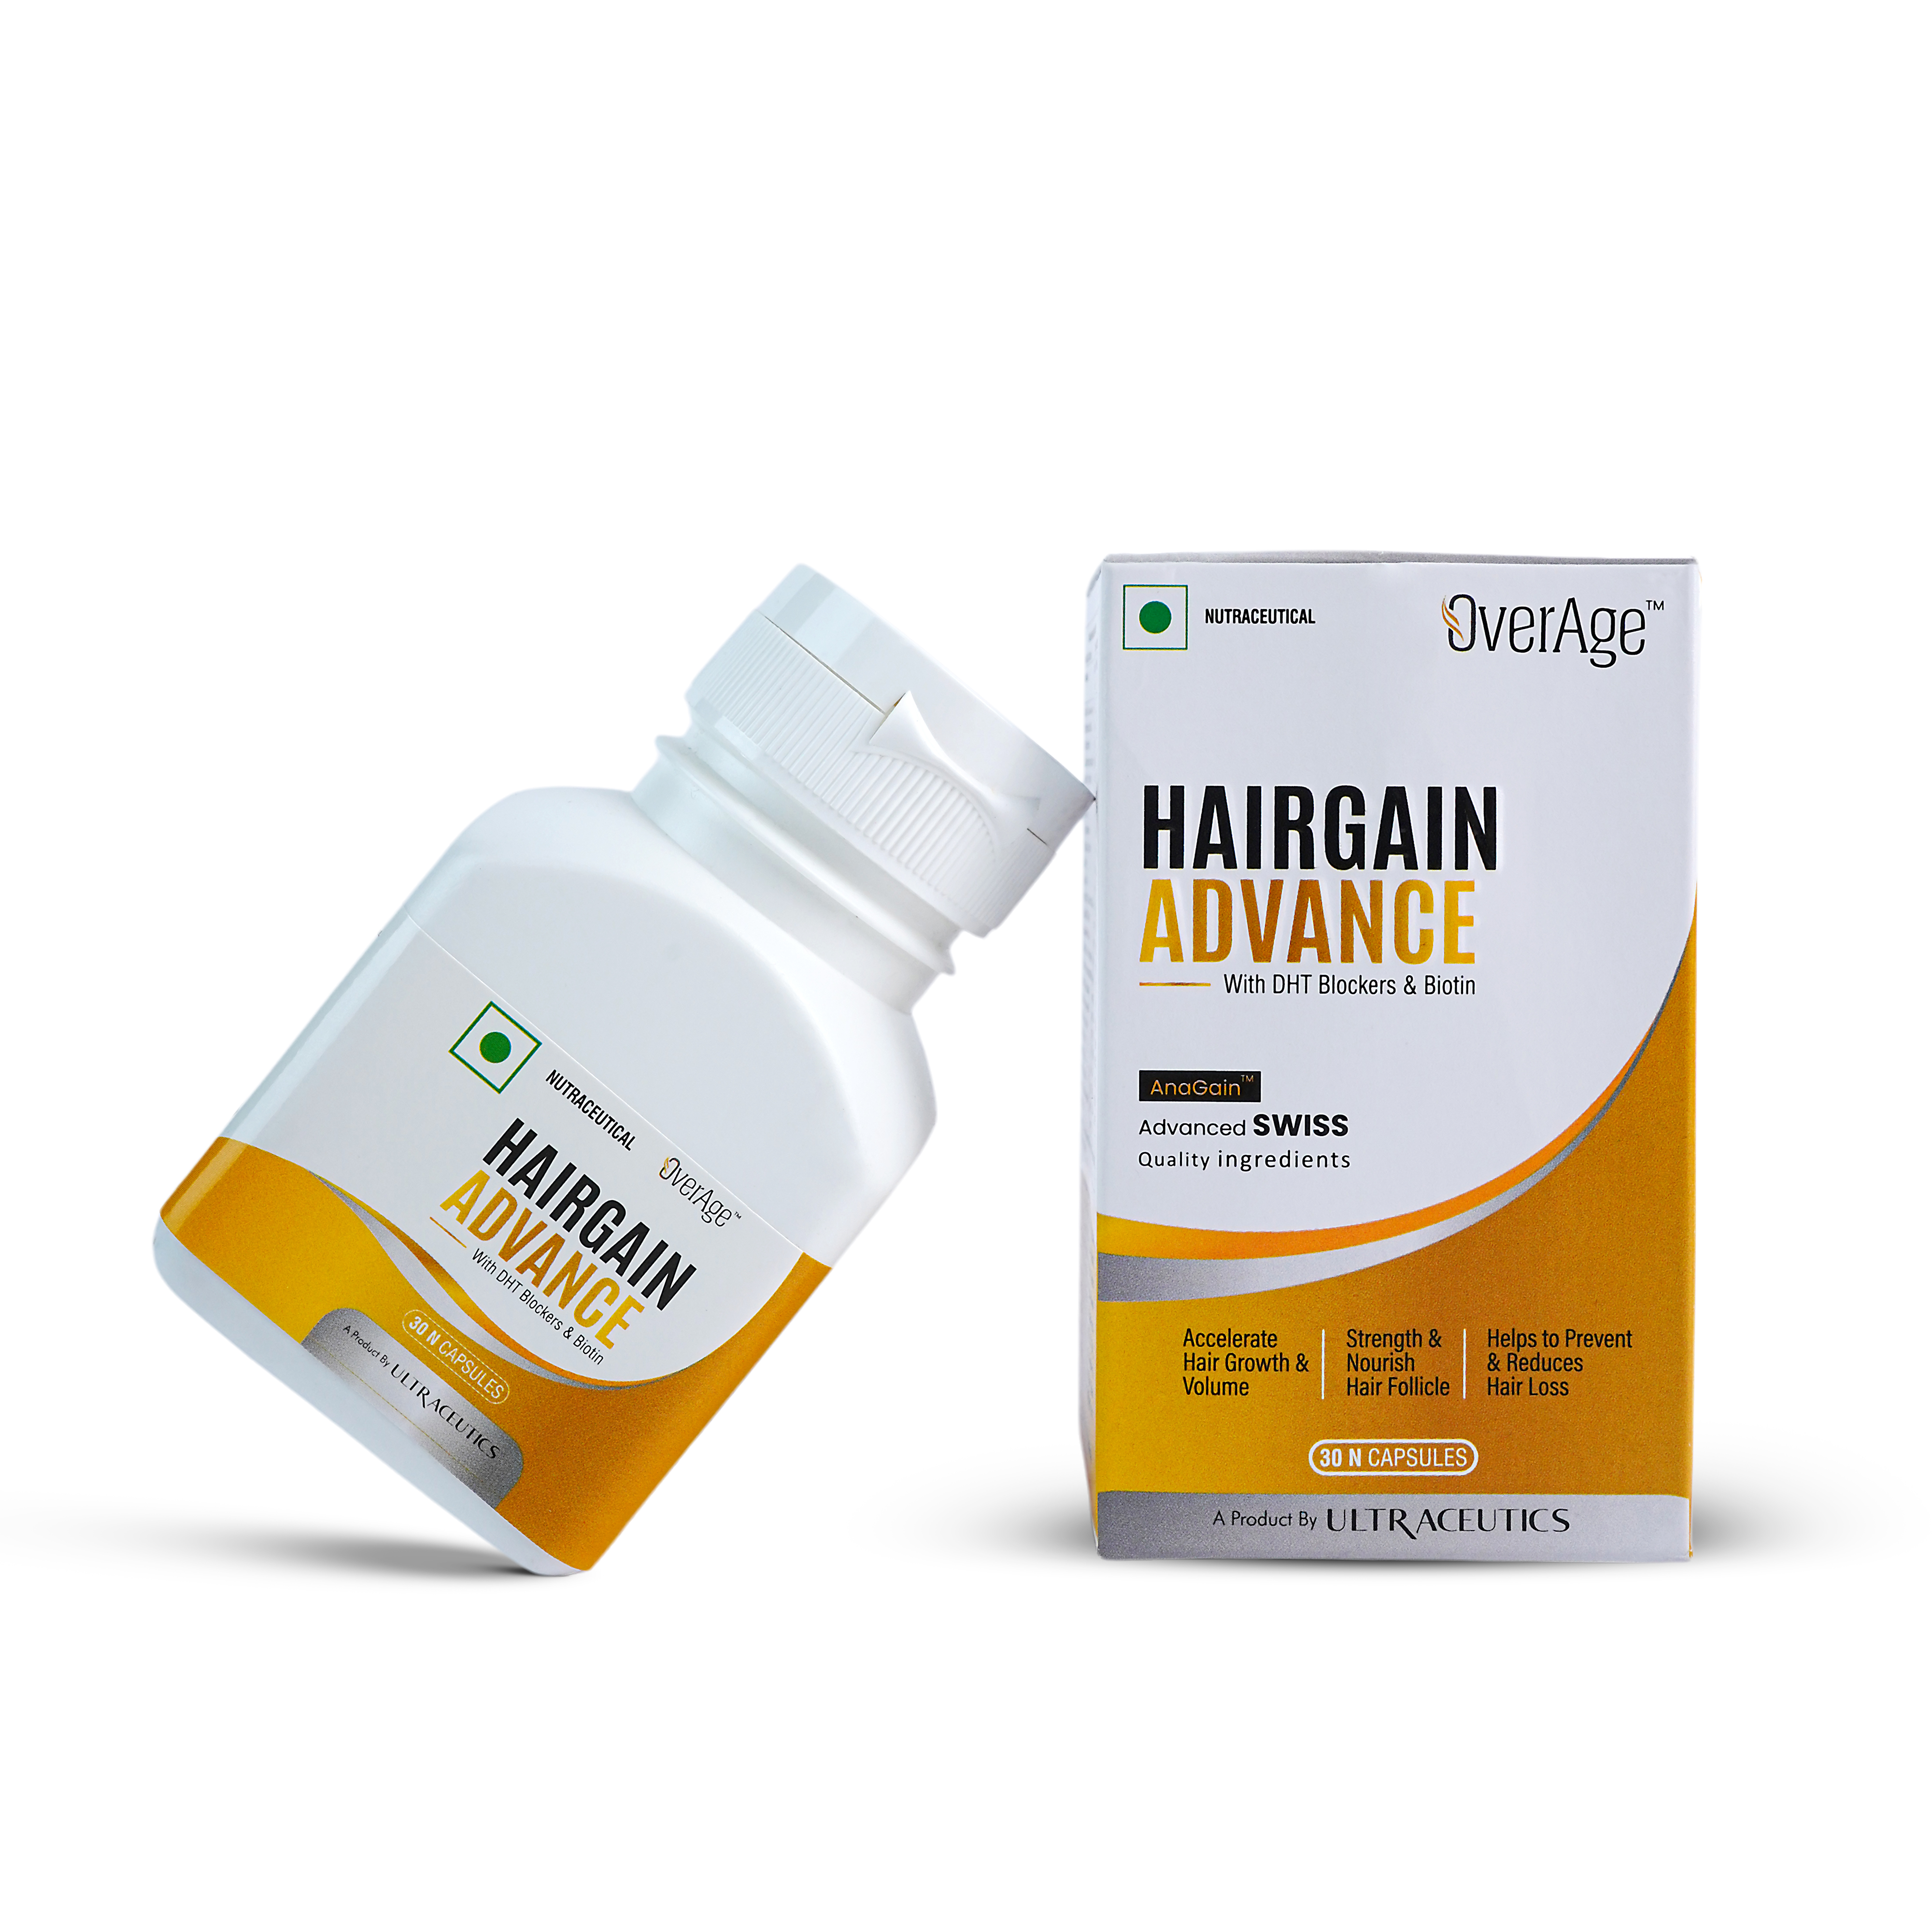 NUTRACEUTICAL
OverAge™
HAIRGAIN
ADVANCE
With DHT Blockers & Biotin
30 N CAPSULES
A Product By ULTRACEUTICS
NUTRACEUTICAL
OverAge™
HAIRGAIN
ADVANCE
With DHT Blockers & Biotin
AnaGain™
Advanced SWISS
Quality ingredients
Accelerate
Hair Growth &
Volume
Strength &
Nourish
Hair Follicle
Helps to Prevent
& Reduces
Hair Loss
30 N CAPSULES
A Product By ULTRACEUTICS